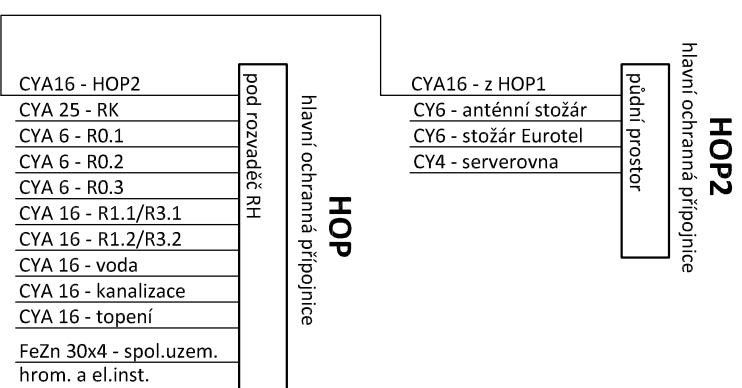 CYA16 - HOP2
CYA 25 - RK
CYA 6 - R0.1
CYA 6 - R0.2
CYA 6 - R0.3
CYA 16 - R1.1/R3.1
CYA 16 - R1.2/R3.2
CYA 16 - voda
CYA 16 - kanalizace
CYA 16 - topení
FeZn 30x4 - spol.uzem.
hrom. a el.inst.
pod rozvaděč RH
hlavní ochranná přípojnice
HOP
CYA16 - z HOP1
CY6 - anténní stožár
CY6 - stožár Eurotel
CY4 - serverovna
půdní prostor
hlavní ochranná přípojnice
HOP2